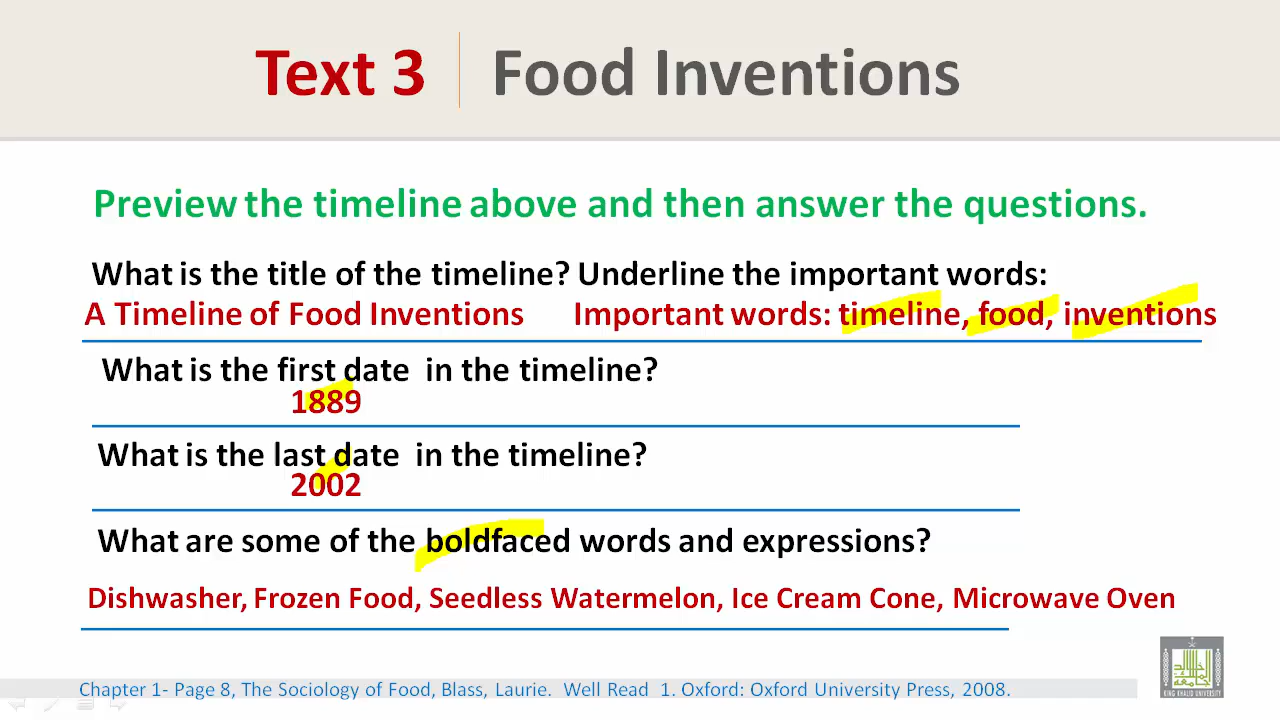 Text 3 Food Inventions
Preview the timeline above and then answer the questions.
What is the title of the timeline? Underline the important words:
A Timeline of Food Inventions Important words: timeline, food, inventions
What is the first date in the timeline?
1889
What is the last date in the timeline?
2002
What are some of the boldfaced words and expressions?
Dishwasher, Frozen Food, Seedless Watermelon, Ice Cream Cone, Microwave Oven
Chapter 1- Page 8, The Sociology of Food, Blass, Laurie. Well Read 1. Oxford: Oxford University Press, 2008.
KING KHALID UNIVERSITY